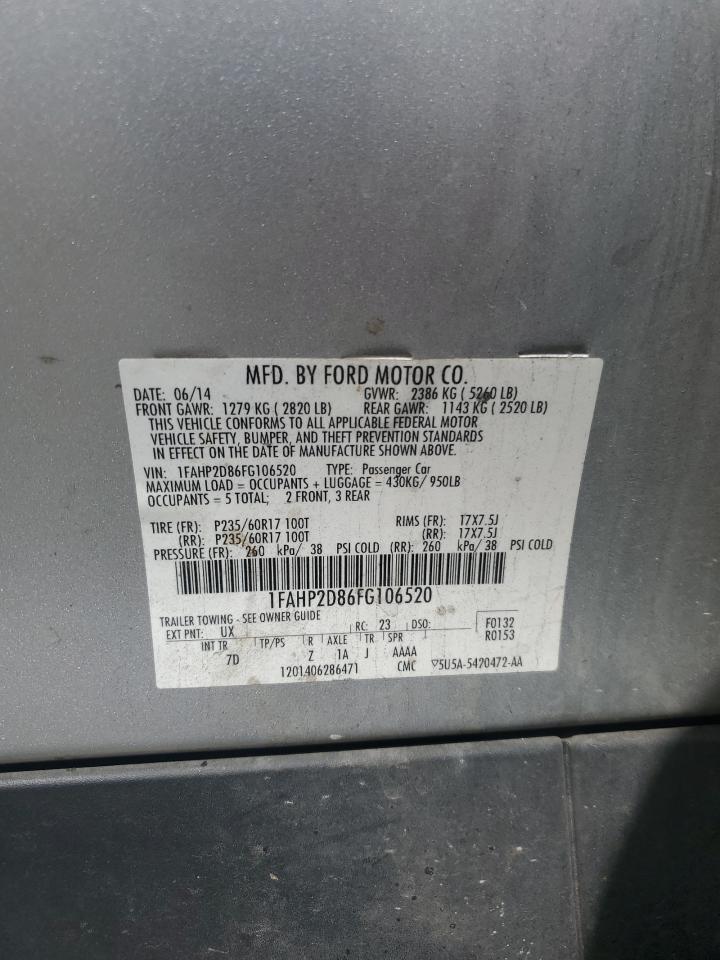 MFD. BY FORD MOTOR CO.
DATE: 06/14 GVWR: 2386 KG ( 5260 LB)
FRONT GAWR: 1279 KG ( 2820 LB) REAR GAWR: 1143 KG ( 2520 LB)
THIS VEHICLE CONFORMS TO ALL APPLICABLE FEDERAL MOTOR
VEHICLE SAFETY, BUMPER, AND THEFT PREVENTION STANDARDS
IN EFFECT ON THE DATE OF MANUFACTURE SHOWN ABOVE.
VIN: 1FAHP2D86FG106520 TYPE: Passenger Car
MAXIMUM LOAD = OCCUPANTS + LUGGAGE = 430KG/ 950LB
OCCUPANTS = 5 TOTAL; 2 FRONT, 3 REAR
TIRE (FR): P235/60R17 100T RIMS (FR): 17X7.5J
(RR): P235/60R17 100T (RR): 17X7.5J
PRESSURE (FR): 260 kPa/ 38 PSI COLD (RR): 260 kPa/ 38 PSI COLD
1FAHP2D86FG106520
TRAILER TOWING - SEE OWNER GUIDE
EXT PNT: UX RC: 23 DSO: F0132
R0153
INT TR TP/PS R AXLE TR SPR
7D Z 1A J AAAA
1201406286471 CMC ▽5U5A-5420472-AA